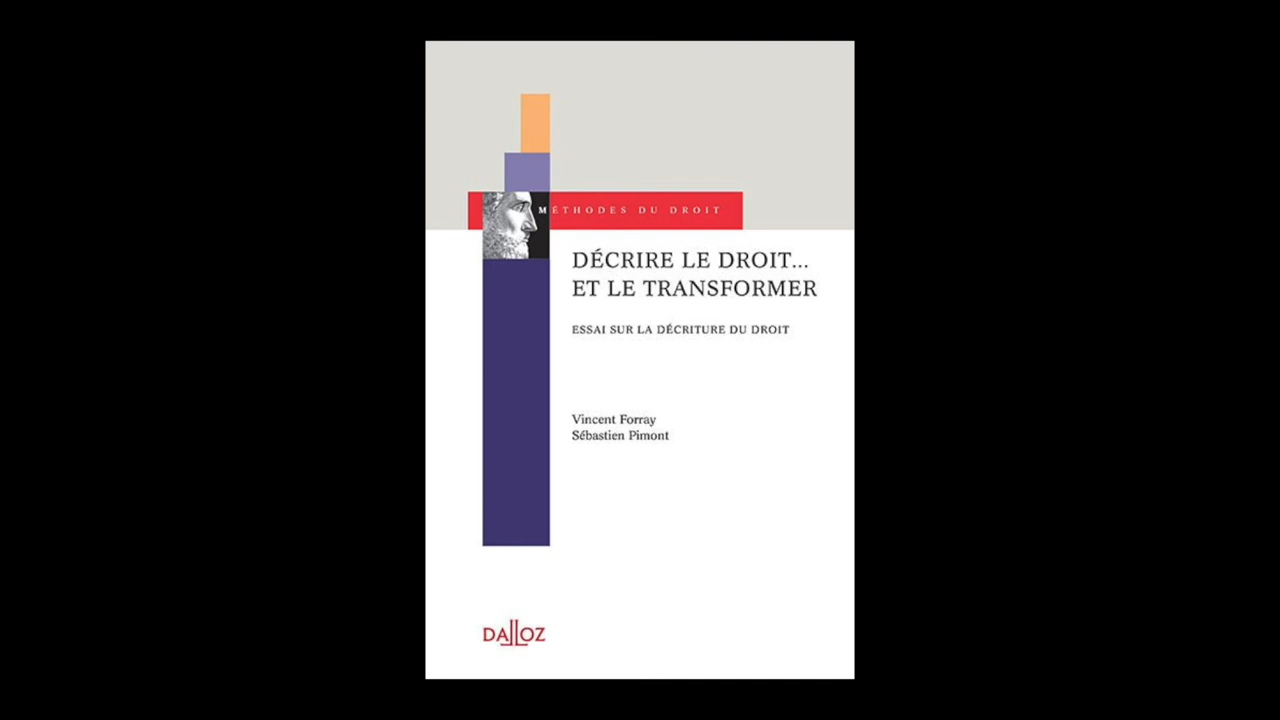 MÉTHODES DU DROIT
DÉCRIRE LE DROIT...
ET LE TRANSFORMER
ESSAI SUR LA DÉCRITURE DU DROIT
Vincent Forray
Sébastien Pimont
DALLOZ